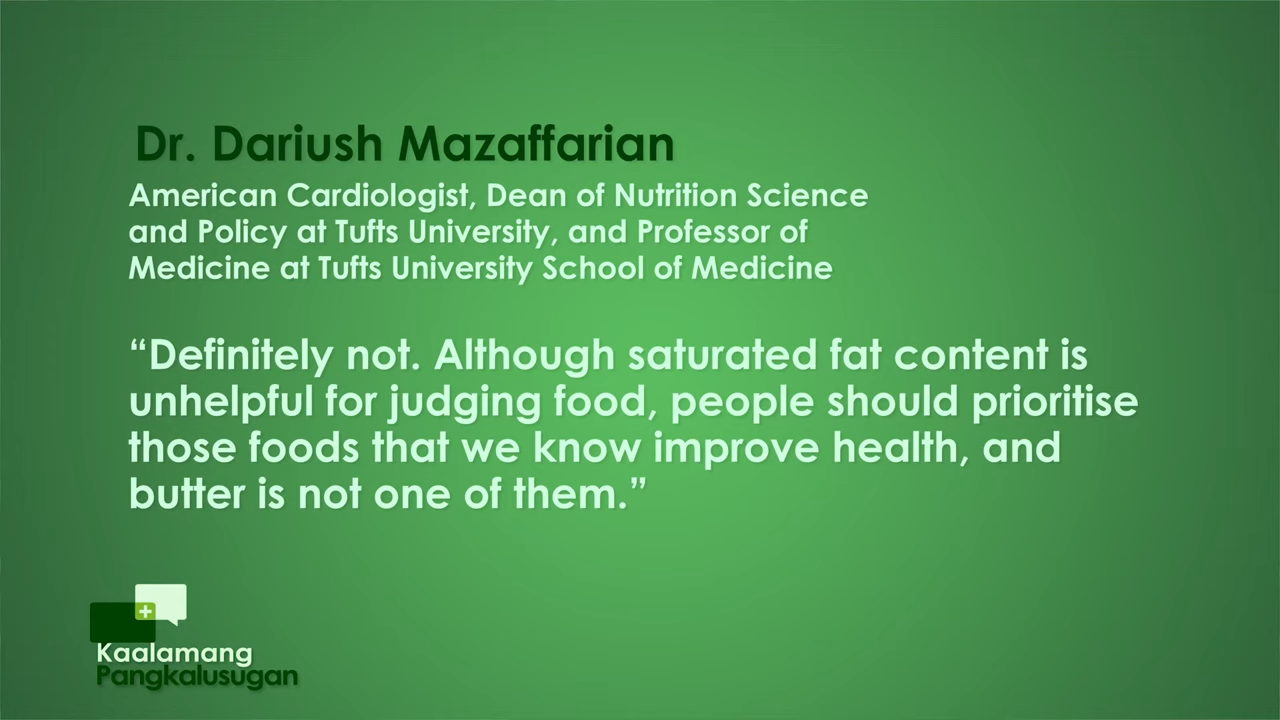 Dr. Dariush Mazaffarian
American Cardiologist, Dean of Nutrition Science
and Policy at Tufts University, and Professor of
Medicine at Tufts University School of Medicine
“Definitely not. Although saturated fat content is
unhelpful for judging food, people should prioritise
those foods that we know improve health, and
butter is not one of them.”
Kaalamang
Pangkalusugan